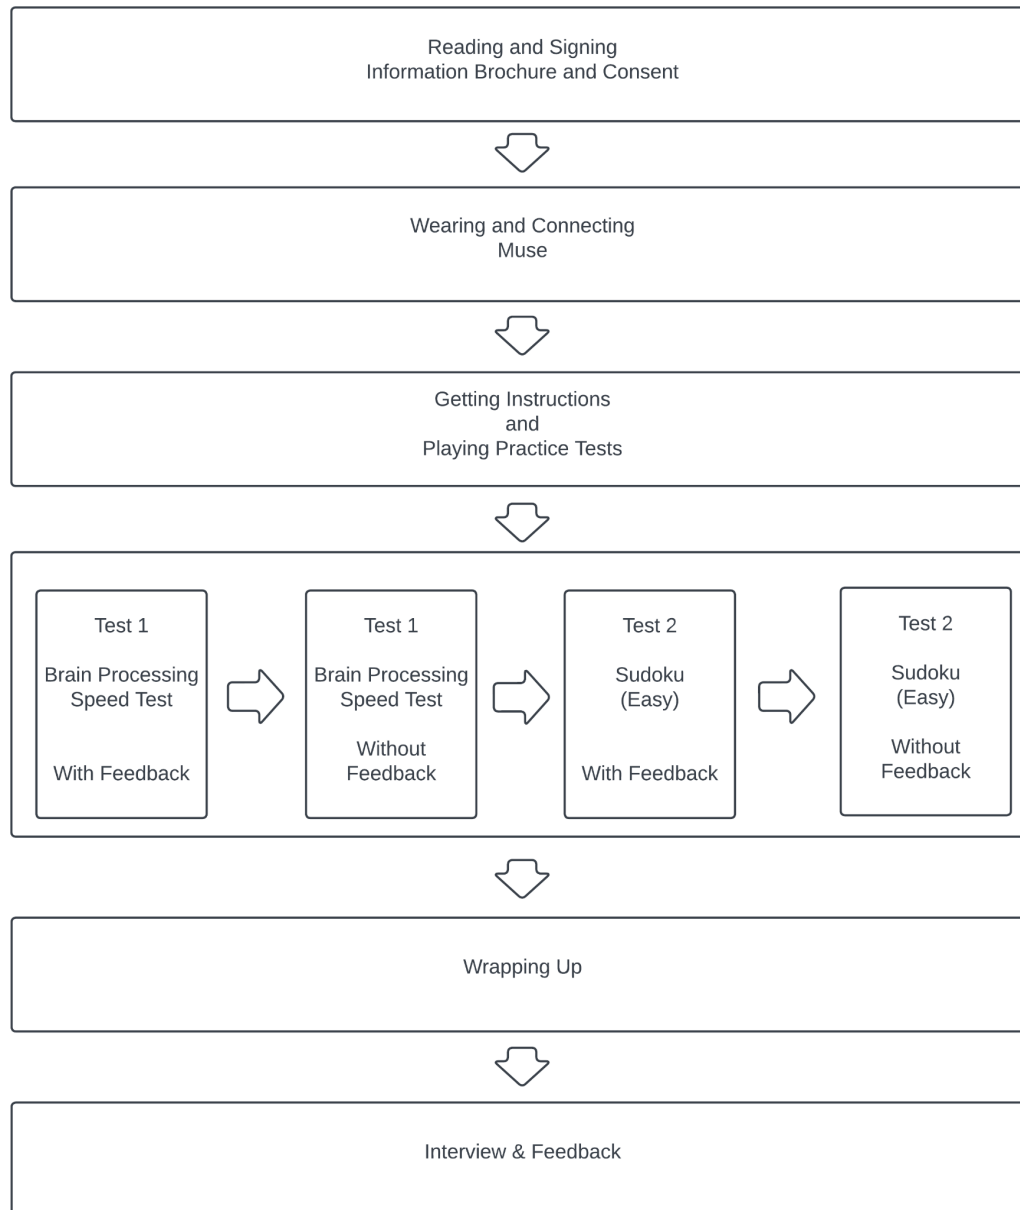 Reading and Signing
Information Brochure and Consent
Wearing and Connecting
Muse
Getting Instructions
and
Playing Practice Tests
Test 1
Brain Processing
Speed Test
With Feedback
Test 1
Brain Processing
Speed Test
Without
Feedback
Test 2
Sudoku
(Easy)
With Feedback
Test 2
Sudoku
(Easy)
Without
Feedback
Wrapping Up
Interview & Feedback